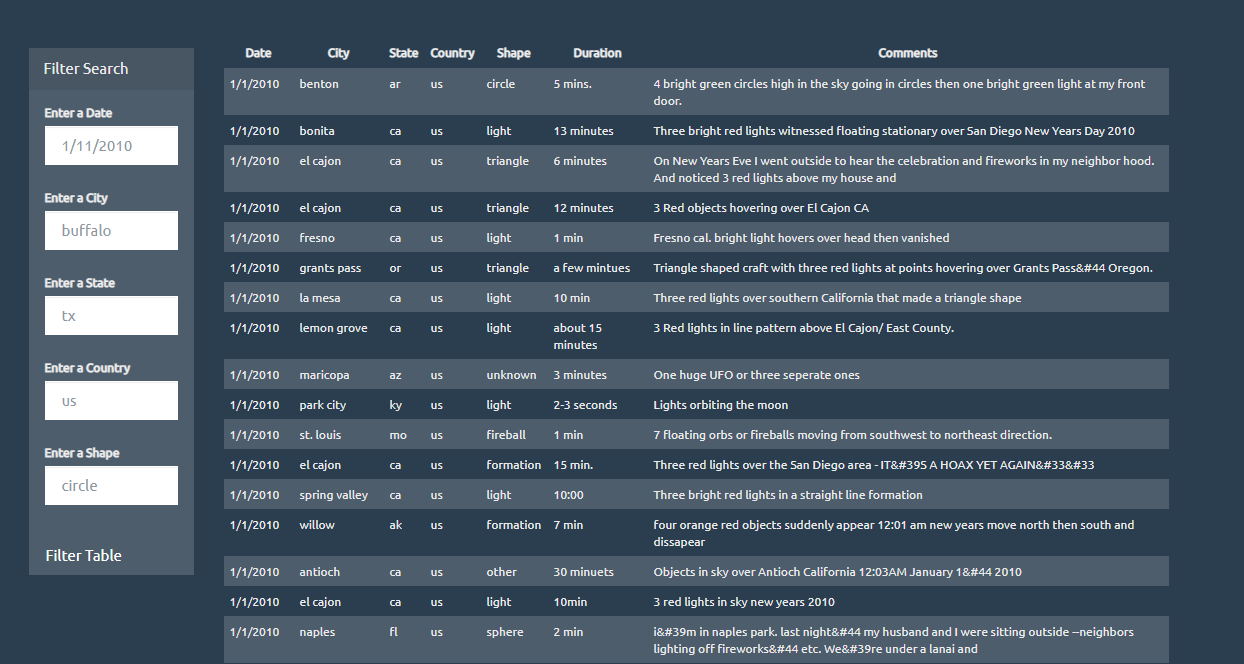 Filter Search
Enter a Date
1/11/2010
Enter a City
buffalo
Enter a State
tx
Enter a Country
us
Enter a Shape
circle
Filter Table
Date City State Country Shape Duration Comments
1/1/2010 benton ar us circle 5 mins. 4 bright green circles high in the sky going in circles then one bright green light at my front
door.
1/1/2010 bonita ca us light 13 minutes Three bright red lights witnessed floating stationary over San Diego New Years Day 2010
1/1/2010 el cajon ca us triangle 6 minutes On New Years Eve I went outside to hear the celebration and fireworks in my neighbor hood.
And noticed 3 red lights above my house and
1/1/2010 el cajon ca us triangle 12 minutes 3 Red objects hovering over El Cajon CA
1/1/2010 fresno ca us light 1 min Fresno cal. bright light hovers over head then vanished
1/1/2010 grants pass or us triangle a few mintues Triangle shaped craft with three red lights at points hovering over Grants Pass&#44 Oregon.
1/1/2010 la mesa ca us light 10 min Three red lights over southern California that made a triangle shape
1/1/2010 lemon grove ca us light about 15 3 Red lights in line pattern above El Cajon/ East County.
minutes
1/1/2010 maricopa az us unknown 3 minutes One huge UFO or three seperate ones
1/1/2010 park city ky us light 2-3 seconds Lights orbiting the moon
1/1/2010 st. louis mo us fireball 1 min 7 floating orbs or fireballs moving from southwest to northeast direction.
1/1/2010 el cajon ca us formation 15 min. Three red lights over the San Diego area - IT&#39S A HOAX YET AGAIN&#33&#33
1/1/2010 spring valley ca us light 10:00 Three bright red lights in a straight line formation
1/1/2010 willow ak us formation 7 min four orange red objects suddenly appear 12:01 am new years move north then south and
dissapear
1/1/2010 antioch ca us other 30 minuets Objects in sky over Antioch California 12:03AM January 1&#44 2010
1/1/2010 el cajon ca us light 10min 3 red lights in sky new years 2010
1/1/2010 naples fl us sphere 2 min i&#39m in naples park. last night&#44 my husband and I were sitting outside --neighbors
lighting off fireworks&#44 etc. We&#39re under a lanai and